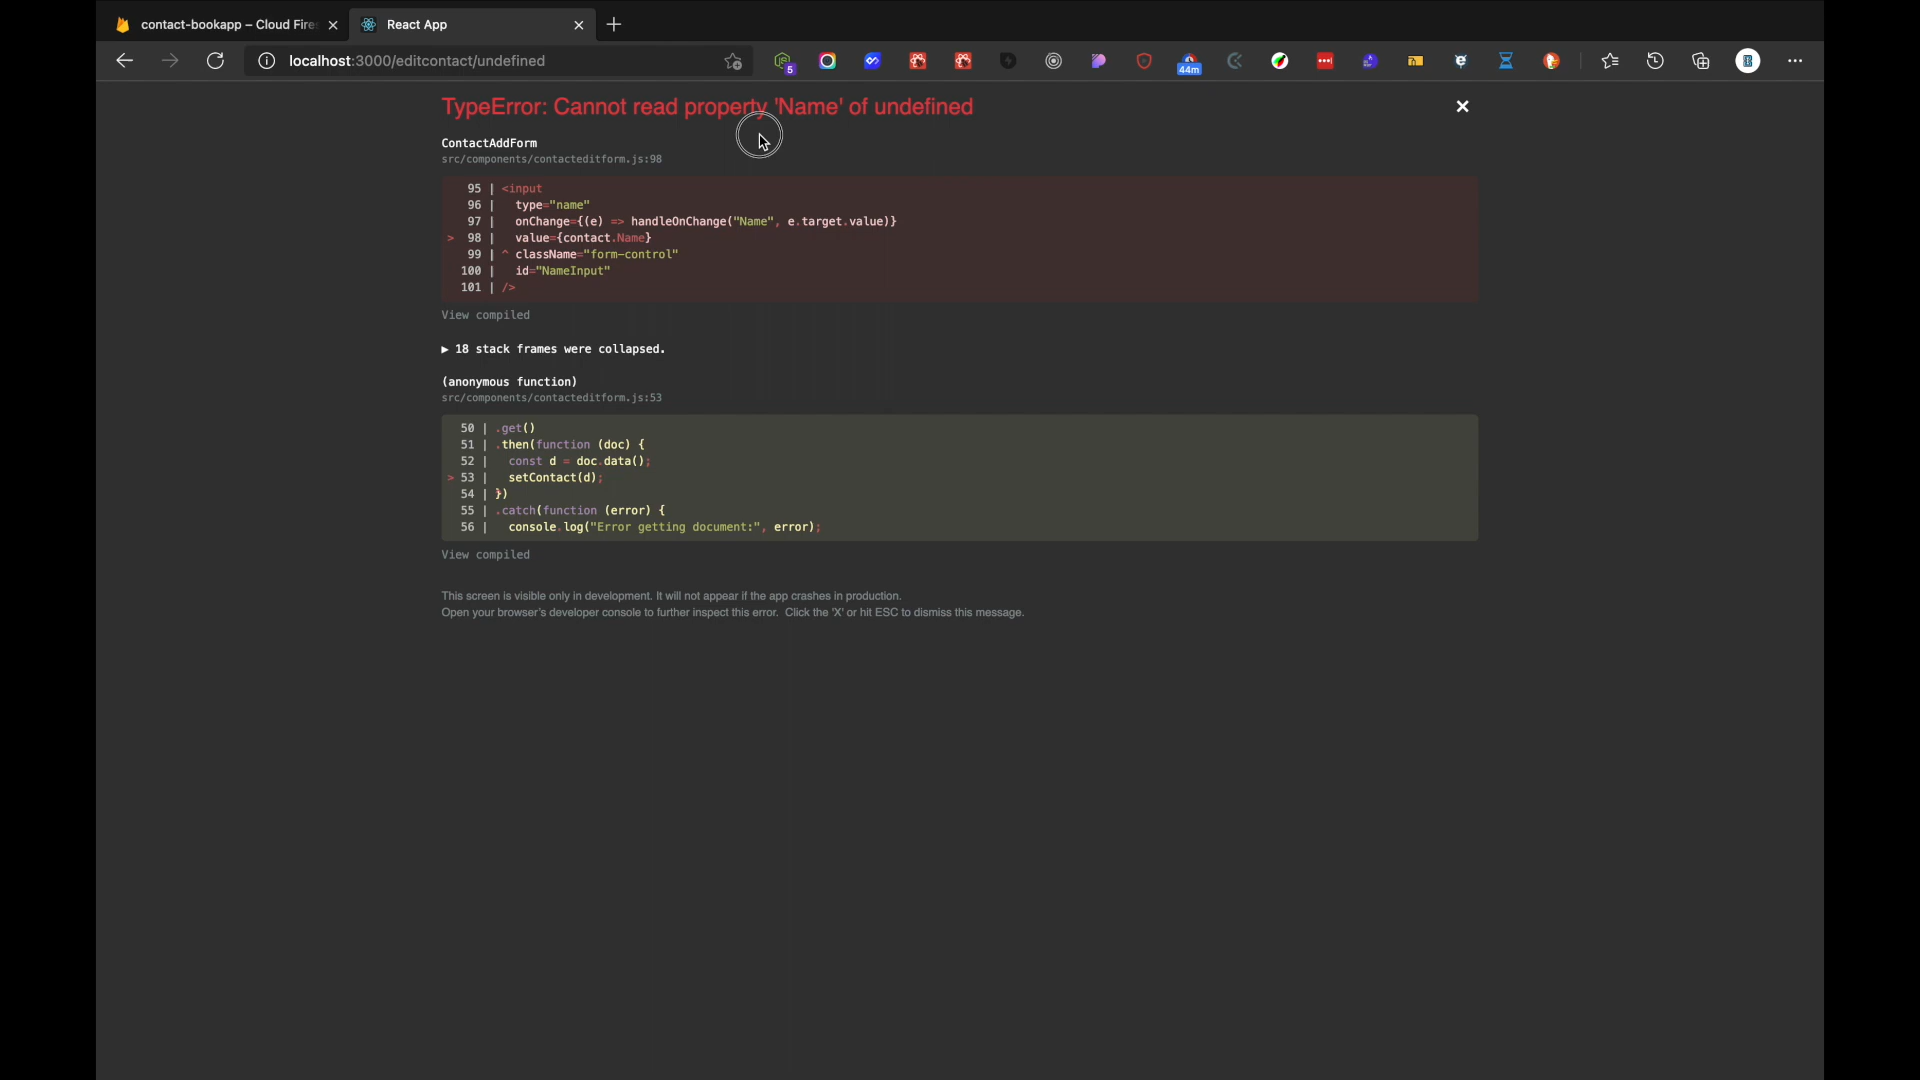 contact-bookapp – Cloud Fire
React App
localhost:3000/editcontact/undefined
5
44m
TypeError: Cannot read property 'Name' of undefined
ContactAddForm
src/components/contacteditform.js:98
95 | <input
96 | type="name"
97 | onChange={(e) => handleOnChange("Name", e.target.value)}
> 98 | value={contact.Name}
99 | ^ className="form-control"
100 | id="NameInput"
101 | />
View compiled
▶ 18 stack frames were collapsed.
(anonymous function)
src/components/contacteditform.js:53
50 | .get()
51 | .then(function (doc) {
52 | const d = doc.data();
> 53 | setContact(d);
54 | })
55 | .catch(function (error) {
56 | console.log("Error getting document:", error);
View compiled
This screen is visible only in development. It will not appear if the app crashes in production.
Open your browser's developer console to further inspect this error. Click the 'X' or hit ESC to dismiss this message.